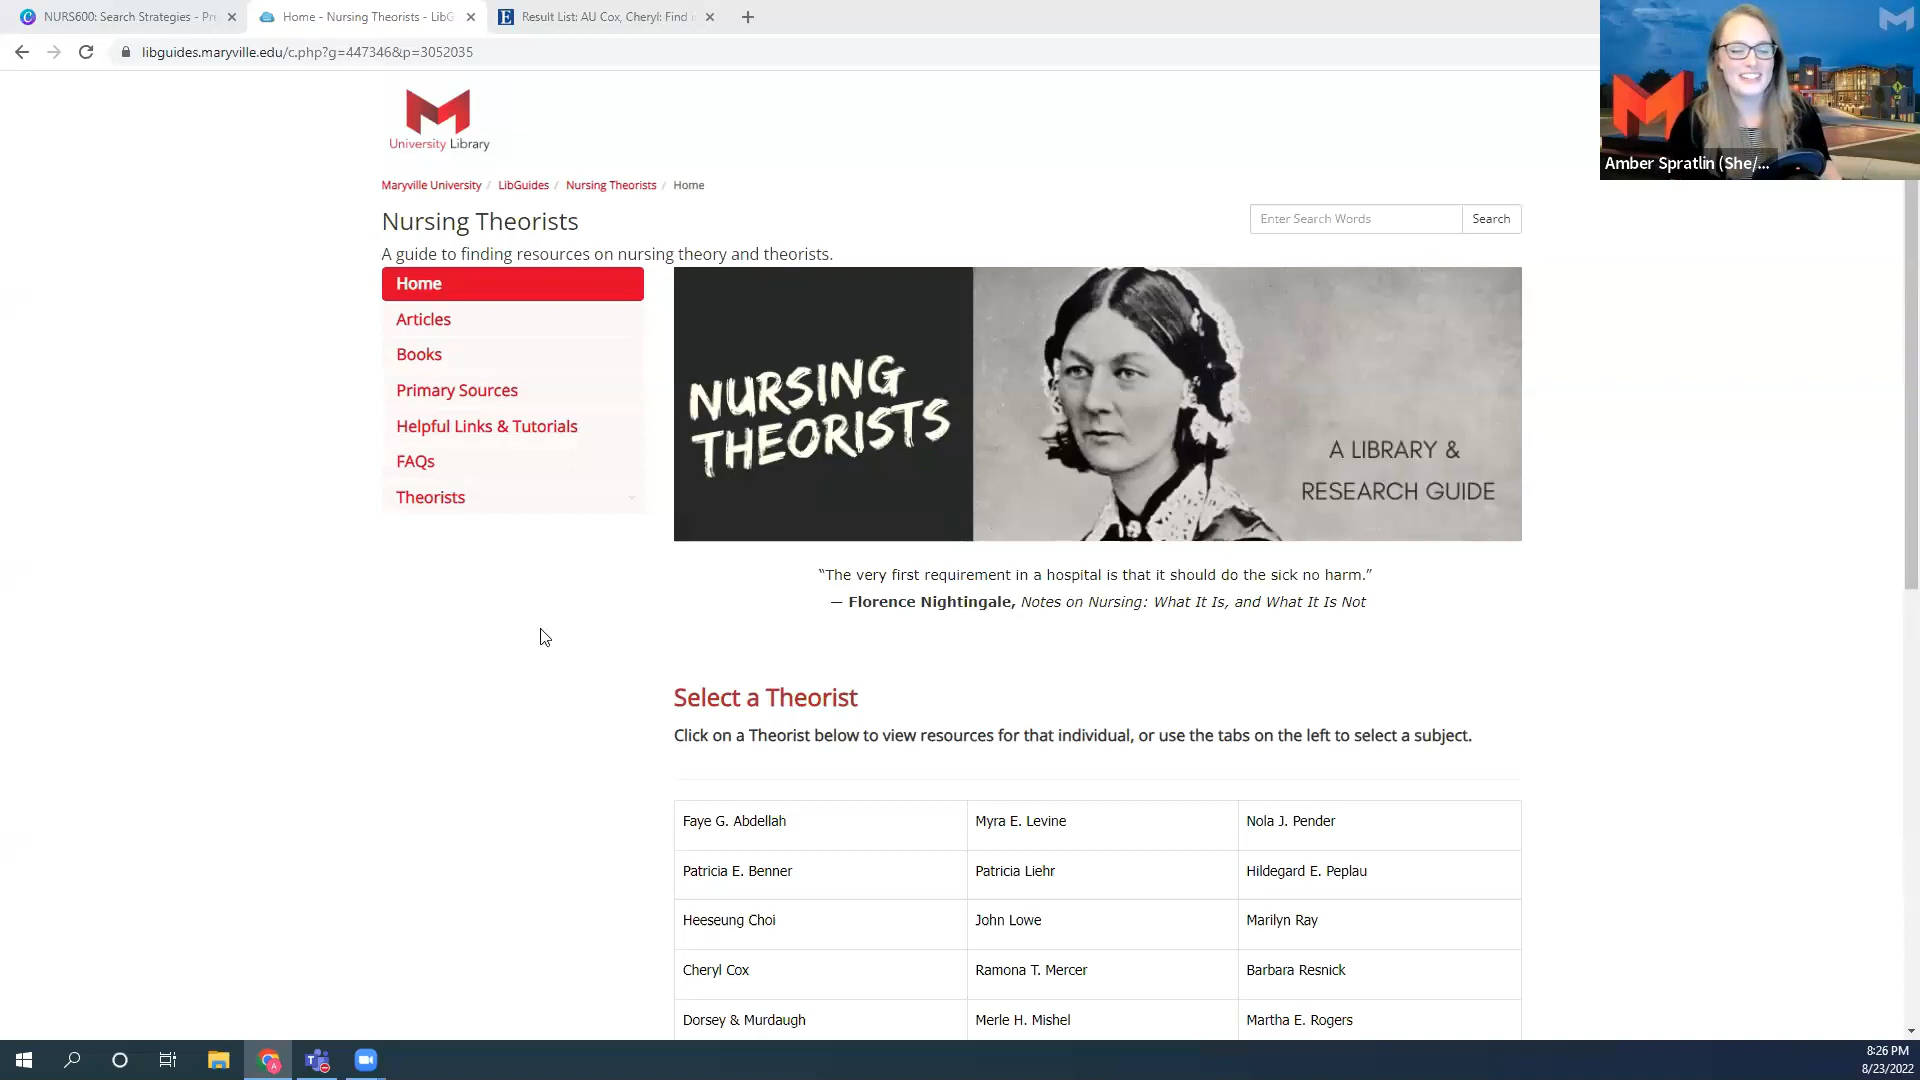 NURS600: Search Strategies - Pr
Home - Nursing Theorists - LibG
Result List: AU Cox, Cheryl: Find i
libguides.maryville.edu/c.php?g=447346&p=3052035
Amber Spratlin (She/...
University Library
Maryville University / LibGuides / Nursing Theorists / Home
Nursing Theorists
Enter Search Words
Search
A guide to finding resources on nursing theory and theorists.
Home
Articles
Books
Primary Sources
Helpful Links & Tutorials
FAQs
Theorists
NURSING
THEORISTS
A LIBRARY &
RESEARCH GUIDE
“The very first requirement in a hospital is that it should do the sick no harm.”
— Florence Nightingale, Notes on Nursing: What It Is, and What It Is Not
Select a Theorist
Click on a Theorist below to view resources for that individual, or use the tabs on the left to select a subject.
Faye G. Abdellah
Myra E. Levine
Nola J. Pender
Patricia E. Benner
Patricia Liehr
Hildegard E. Peplau
Heeseung Choi
John Lowe
Marilyn Ray
Cheryl Cox
Ramona T. Mercer
Barbara Resnick
Dorsey & Murdaugh
Merle H. Mishel
Martha E. Rogers
8:26 PM
8/23/2022